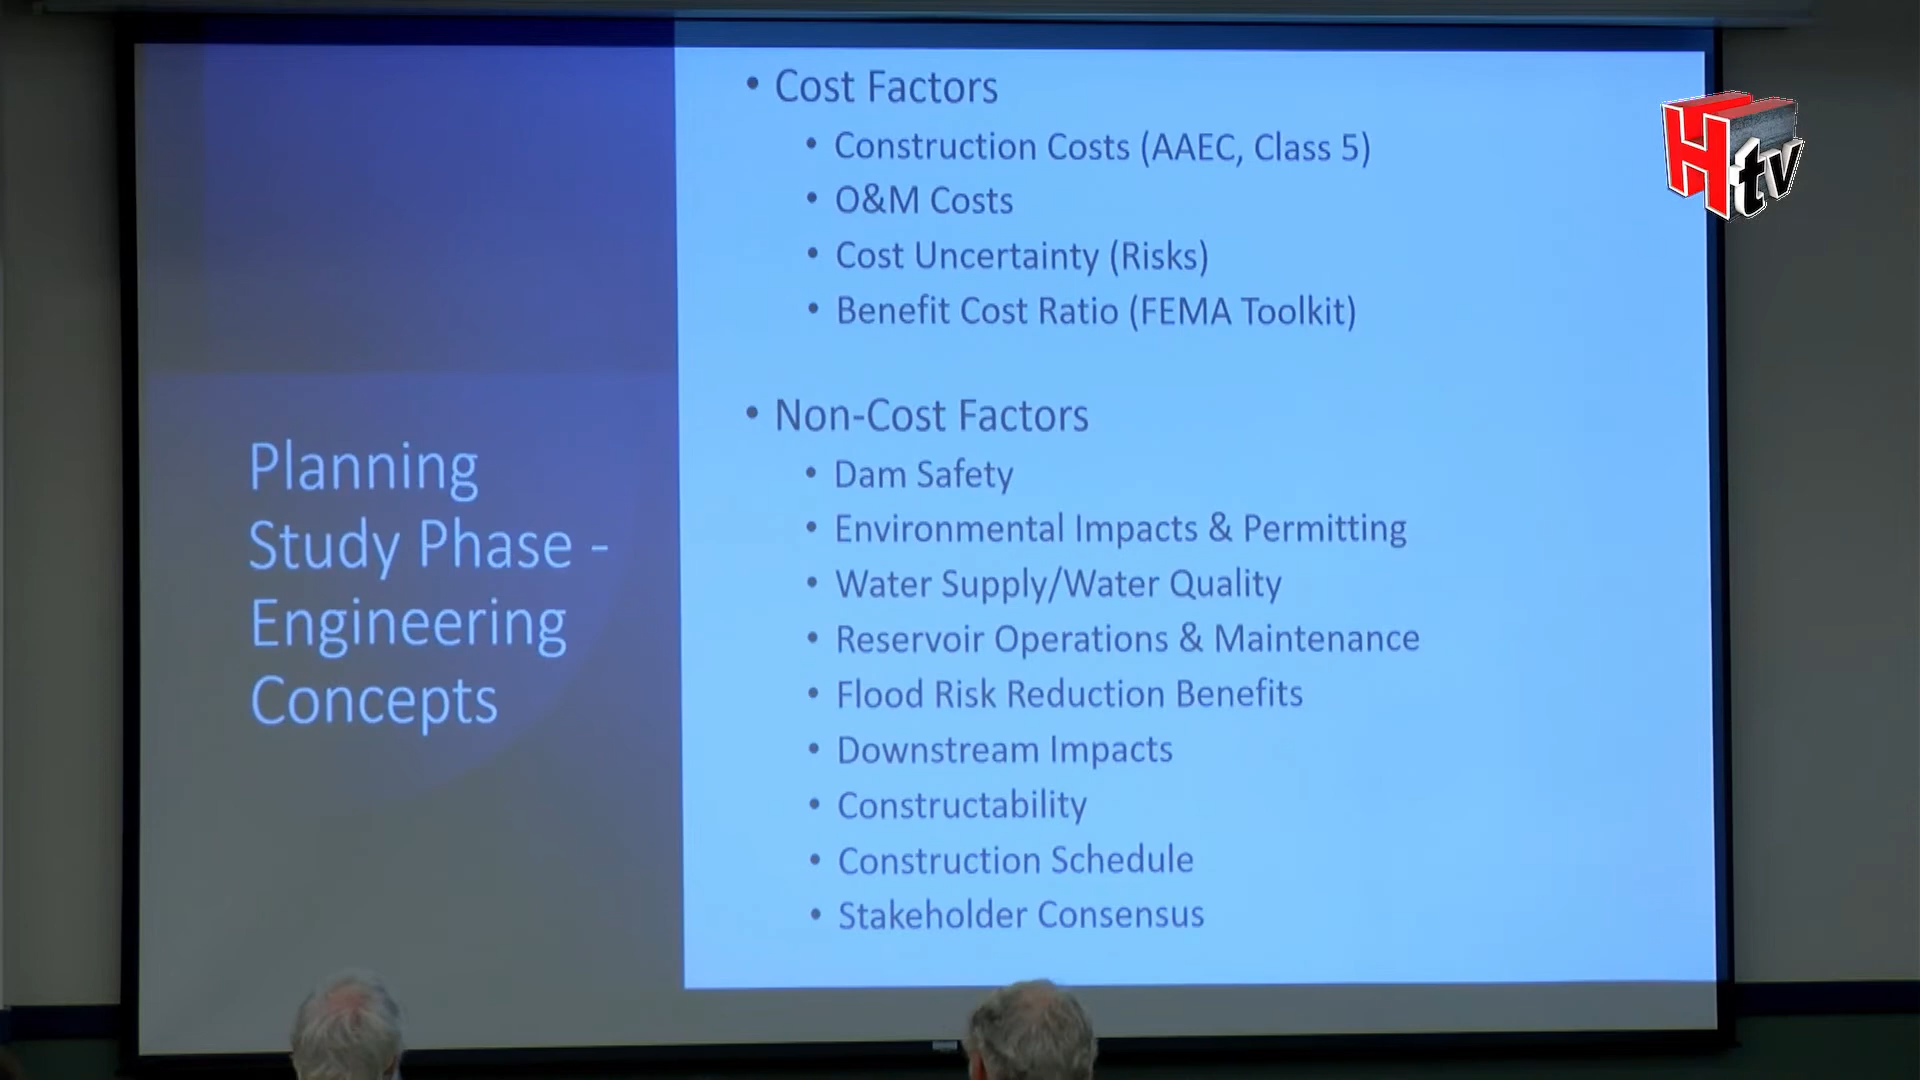 Planning
Study Phase -
Engineering
Concepts
• Cost Factors
• Construction Costs (AAEC, Class 5)
• O&M Costs
• Cost Uncertainty (Risks)
• Benefit Cost Ratio (FEMA Toolkit)
• Non-Cost Factors
• Dam Safety
• Environmental Impacts & Permitting
• Water Supply/Water Quality
• Reservoir Operations & Maintenance
• Flood Risk Reduction Benefits
• Downstream Impacts
• Constructability
• Construction Schedule
• Stakeholder Consensus
Htv